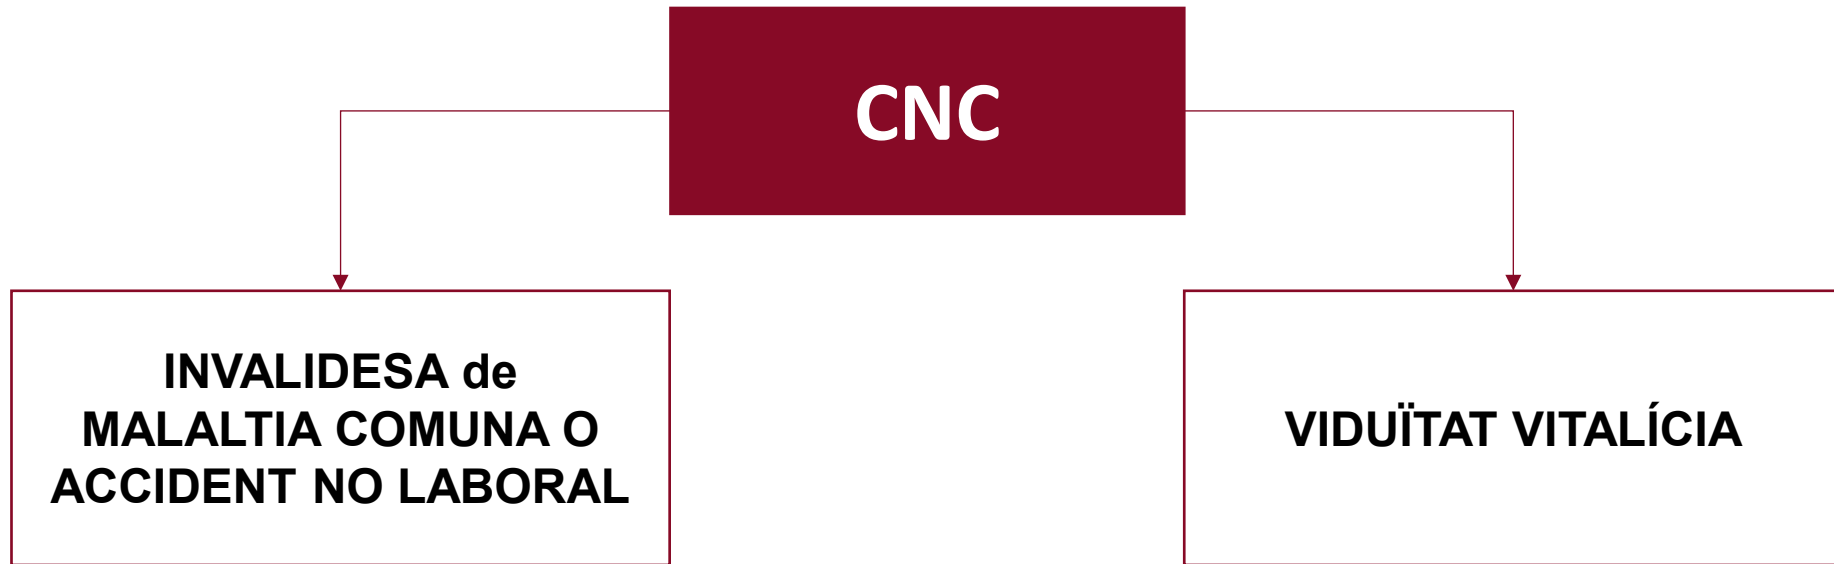 CNC
INVALIDESA de
MALALTIA COMUNA O
ACCIDENT NO LABORAL
VIDUÏTAT VITALÍCIA